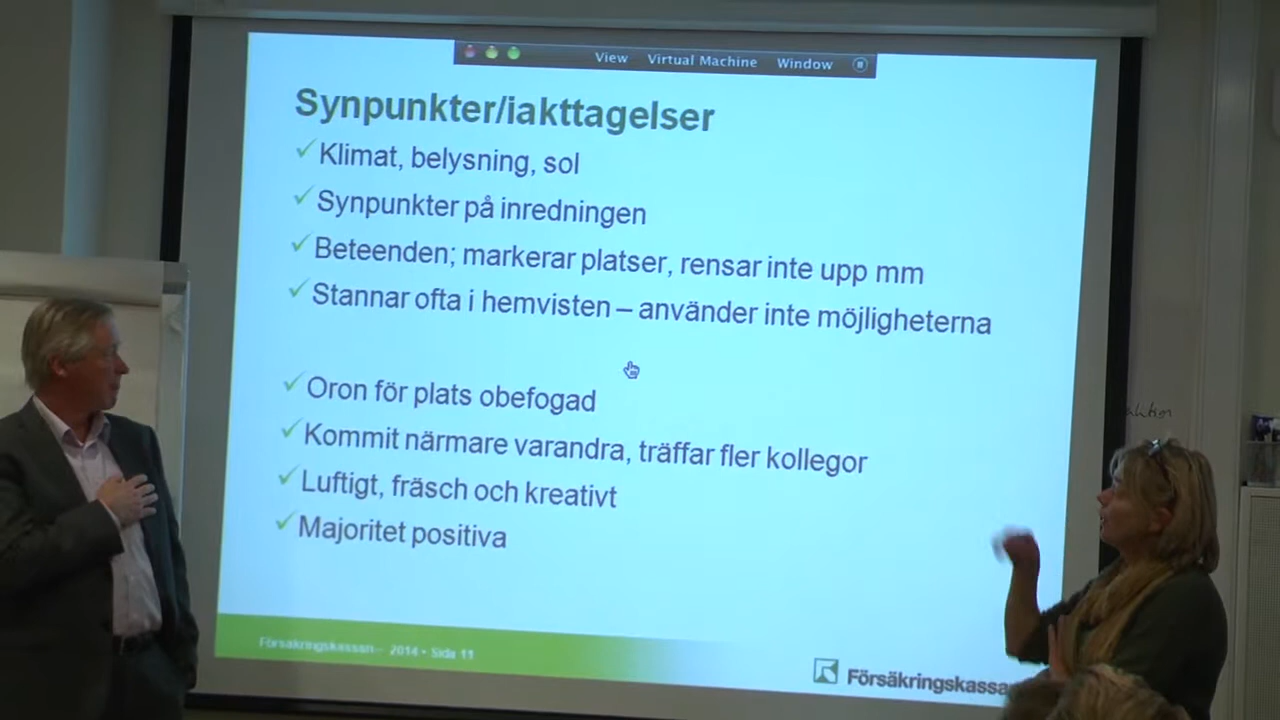 View Virtual Machine Window
Synpunkter/iakttagelser
Klimat, belysning, sol
Synpunkter på inredningen
Beteenden; markerar platser, rensar inte upp mm
Stannar ofta i hemvisten – använder inte möjligheterna
Oron för plats obefogad
Kommit närmare varandra, träffar fler kollegor
Luftigt, fräsch och kreativt
Majoritet positiva
Försäkringskassan – 2014 • Sida 11
Försäkringskassa